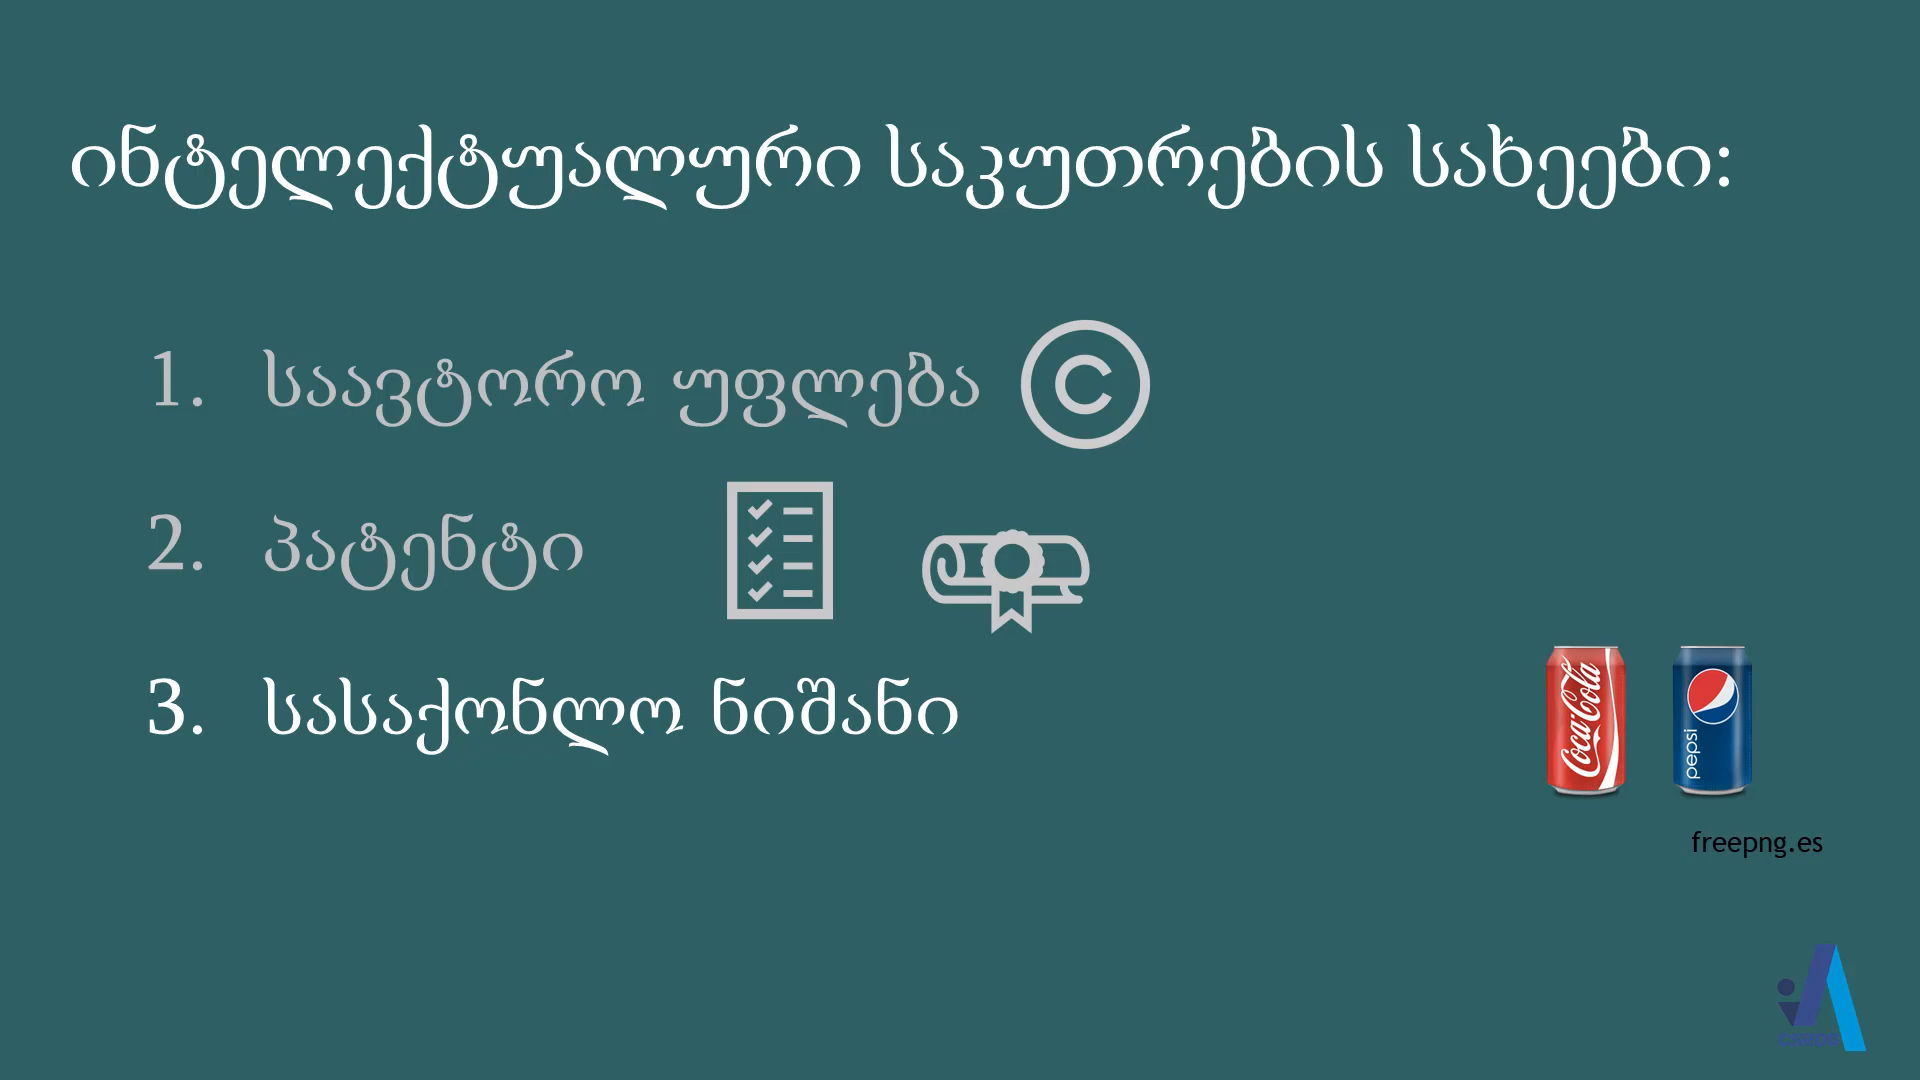 ინტელექტუალური საკუთრების სახეები:
1. საავტორო უფლება ©
2. პატენტი
3. სასაქონლო ნიშანი
Coca-Cola
pepsi
freepng.es